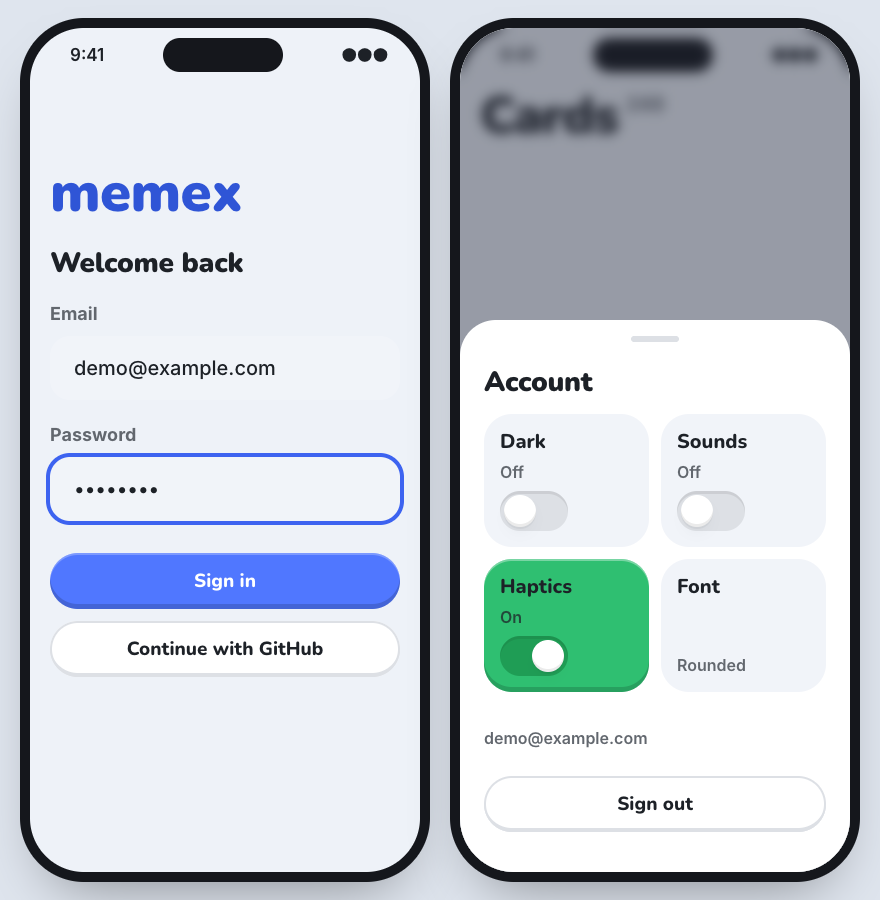 9:41
memex
Welcome back
Email
demo@example.com
Password
••••••••
Sign in
Continue with GitHub
Cards
Account
Dark
Off
Sounds
Off
Haptics
On
Font
Rounded
demo@example.com
Sign out